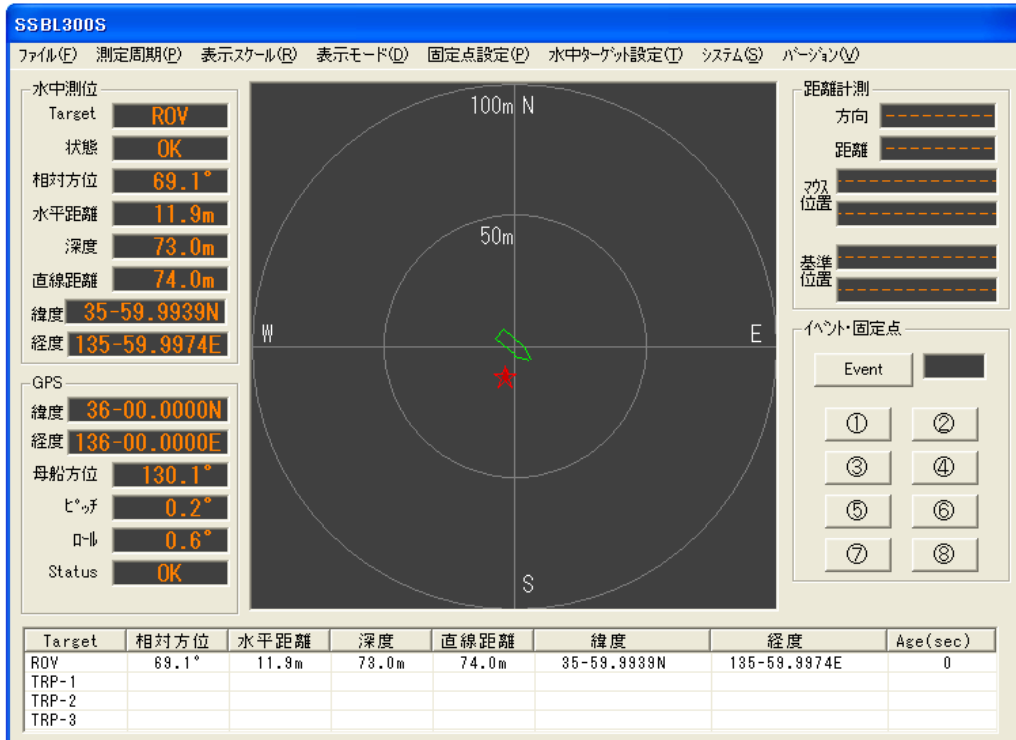 SSBL300S
ファイル(F) 測定周期(P) 表示スケール(R) 表示モード(D) 固定点設定(P) 水中ターゲット設定(T) システム(S) バージョン(V)
水中測位
Target ROV
状態 OK
相対方位 69.1°
水平距離 11.9m
深度 73.0m
直線距離 74.0m
緯度 35-59.9939N
経度 135-59.9974E
GPS
緯度 36-00.0000N
経度 136-00.0000E
母船方位 130.1°
ピッチ 0.2°
ロール 0.6°
Status OK
100m N
50m
W
E
S
距離計測
方向 ----------
距離 ----------
マウス位置 ----------
----------
基準位置 ----------
----------
イベント・固定点
Event
① ②
③ ④
⑤ ⑥
⑦ ⑧
Target 相対方位 水平距離 深度 直線距離 緯度 経度 Age(sec)
ROV 69.1° 11.9m 73.0m 74.0m 35-59.9939N 135-59.9974E 0
TRP-1
TRP-2
TRP-3